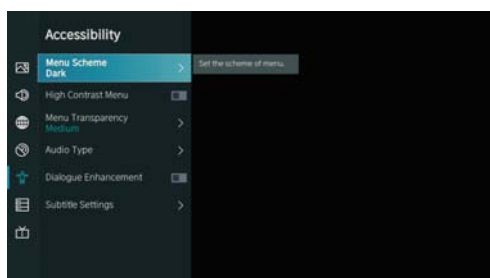 Accessibility
Menu Scheme
Dark
Set the scheme of menu.
High Contrast Menu
Menu Transparency
Medium
Audio Type
Dialogue Enhancement
Subtitle Settings